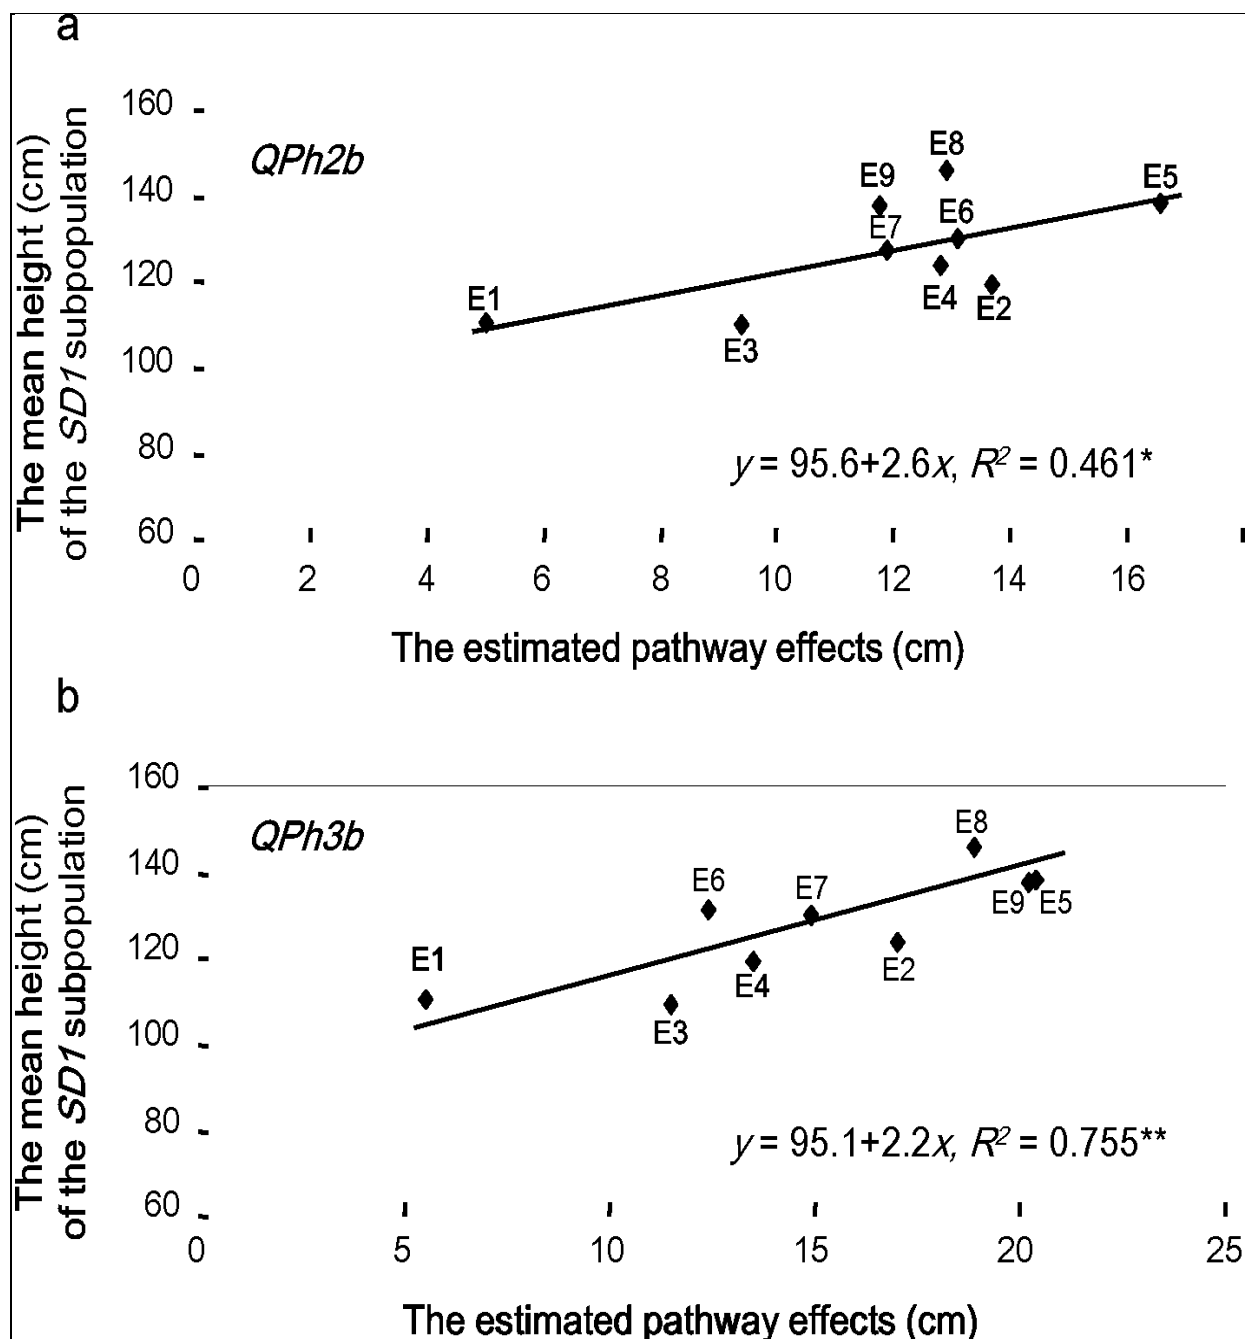 a
The mean height (cm)
of the SD1 subpopulation
160
140
120
100
80
60
QPh2b
E8
E9
E5
E7
E6
E1
E4
E2
E3
y = 95.6+2.6x, R² = 0.461*
0 2 4 6 8 10 12 14 16
The estimated pathway effects (cm)
b
The mean height (cm)
of the SD1 subpopulation
160
140
120
100
80
60
QPh3b
E8
E6
E7
E9 E5
E1
E2
E4
E3
y = 95.1+2.2x, R² = 0.755**
0 5 10 15 20 25
The estimated pathway effects (cm)